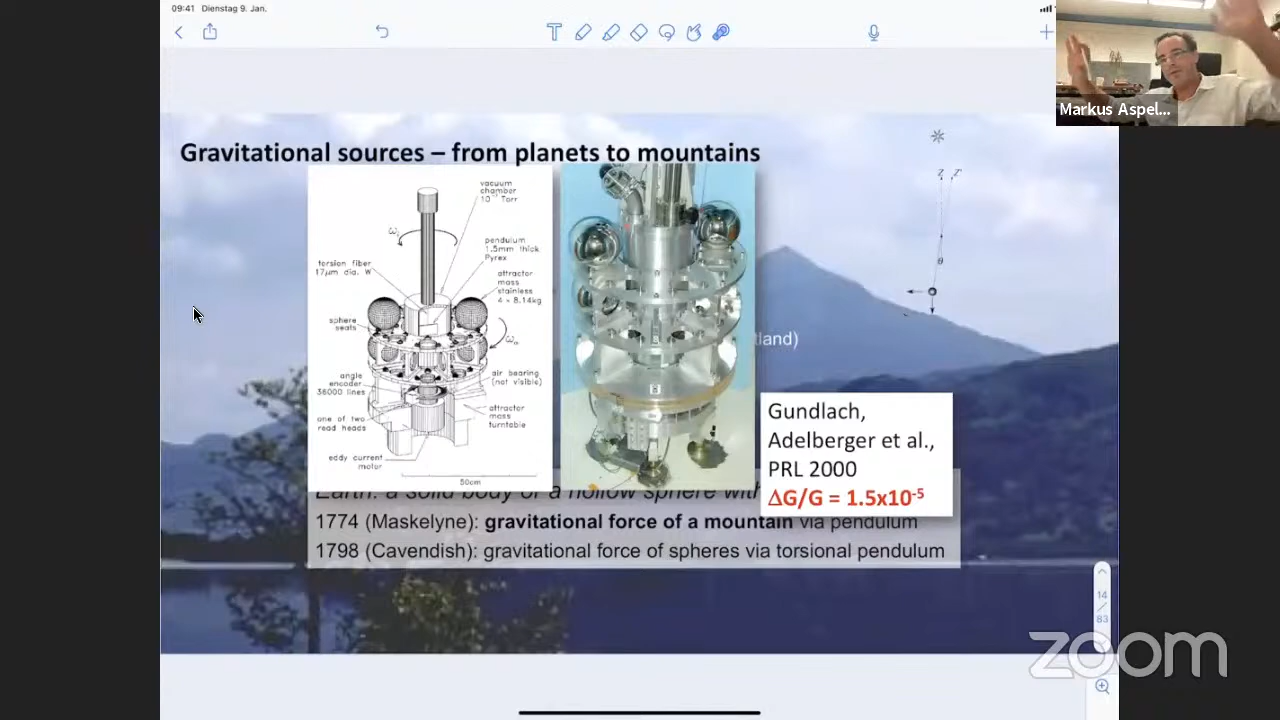 09:41 Dienstag 9. Jan.
Markus Aspel...
Gravitational sources – from planets to mountains
vacuum
chamber
Torr
pendulum
1.5mm thick
Pyrex
torsion fiber
17μm dia. W
attractor
mass
stainless
4 x 8.14kg
sphere
seats
angle
encoder
36000 lines
air bearing
(not visible)
one of two
read heads
attractor
mass
turntable
eddy current
motor
50cm
tland)
Gundlach,
Adelberger et al.,
PRL 2000
ΔG/G = 1.5x10⁻⁵
Earth: a solid body or a hollow sphere with
1774 (Maskelyne): gravitational force of a mountain via pendulum
1798 (Cavendish): gravitational force of spheres via torsional pendulum
14
/
83
zoom